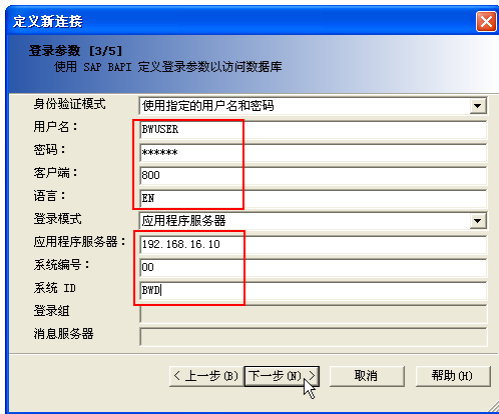 定义新连接
登录参数 [3/5]
使用 SAP BAPI 定义登录参数以访问数据库
身份验证模式 使用指定的用户名和密码
用户名： BWUSER
密码： ******
客户端： 800
语言： EN
登录模式 应用程序服务器
应用程序服务器： 192.168.16.10
系统编号： 00
系统 ID BWD
登录组
消息服务器
< 上一步(B) 下一步(N) > 取消 帮助(H)